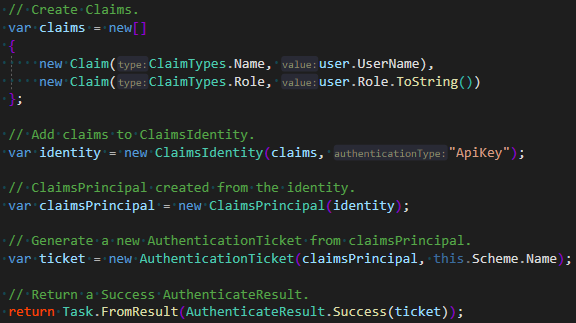 // Create Claims.
var claims = new[]
{
    new Claim(type:ClaimTypes.Name, value:user.UserName),
    new Claim(type:ClaimTypes.Role, value:user.Role.ToString())
};

// Add claims to ClaimsIdentity.
var identity = new ClaimsIdentity(claims, authenticationType:"ApiKey");

// ClaimsPrincipal created from the identity.
var claimsPrincipal = new ClaimsPrincipal(identity);

// Generate a new AuthenticationTicket from claimsPrincipal.
var ticket = new AuthenticationTicket(claimsPrincipal, this.Scheme.Name);

// Return a Success AuthenticateResult.
return Task.FromResult(AuthenticateResult.Success(ticket));